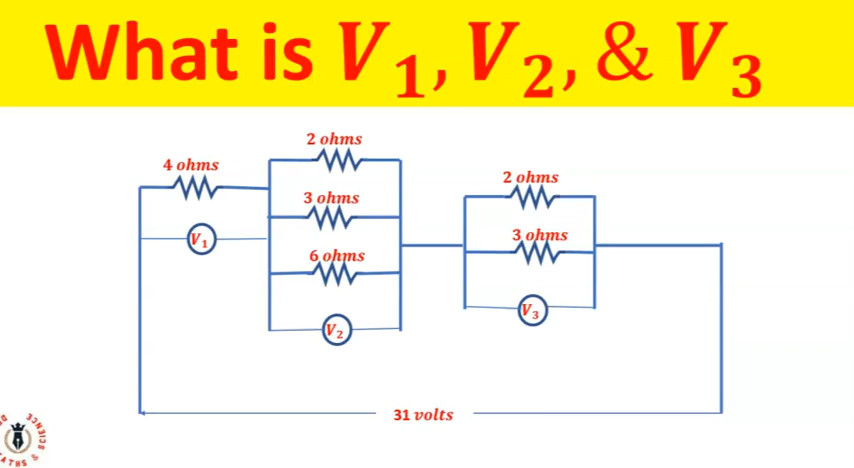 What is V₁, V₂, & V₃
2 ohms
4 ohms
2 ohms
3 ohms
V₁
3 ohms
6 ohms
V₃
V₂
31 volts
SCIENCE
&